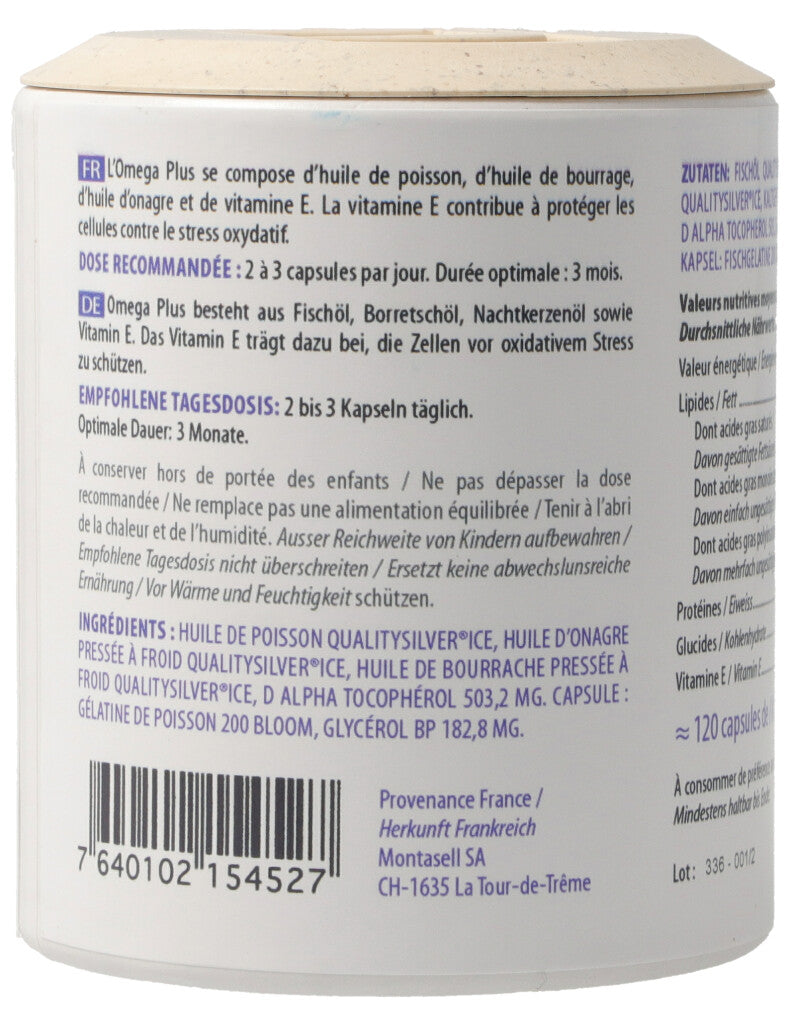 FR L'Omega Plus se compose d'huile de poisson, d'huile de bourrage,
d'huile d'onagre et de vitamine E. La vitamine E contribue à protéger les
cellules contre le stress oxydatif.
DOSE RECOMMANDÉE : 2 à 3 capsules par jour. Durée optimale : 3 mois.
DE Omega Plus besteht aus Fischöl, Borretschöl, Nachtkerzenöl sowie
Vitamin E. Das Vitamin E trägt dazu bei, die Zellen vor oxidativem Stress
zu schützen.
EMPFOHLENE TAGESDOSIS: 2 bis 3 Kapseln täglich.
Optimale Dauer: 3 Monate.
À conserver hors de portée des enfants / Ne pas dépasser la dose
recommandée / Ne remplace pas une alimentation équilibrée / Tenir à l'abri
de la chaleur et de l'humidité. Ausser Reichweite von Kindern aufbewahren /
Empfohlene Tagesdosis nicht überschreiten / Ersetzt keine abwechslunsreiche
Ernährung / Vor Wärme und Feuchtigkeit schützen.
INGRÉDIENTS : HUILE DE POISSON QUALITYSILVER®ICE, HUILE D'ONAGRE
PRESSÉE À FROID QUALITYSILVER®ICE, HUILE DE BOURRACHE PRESSÉE À
FROID QUALITYSILVER®ICE, D ALPHA TOCOPHÉROL 503,2 MG. CAPSULE :
GÉLATINE DE POISSON 200 BLOOM, GLYCÉROL BP 182,8 MG.
7 640102 154527
Provenance France /
Herkunft Frankreich
Montasell SA
CH-1635 La Tour-de-Trême
ZUTATEN: FISCHÖL
QUALITYSILVER®ICE,
D ALPHA TOCOPHEROL
KAPSEL: FISCHGELATINE
Valeurs nutritives
Durchsnittliche
Valeur énergétique /
Lipides / Fett
Dont acides gras
Davon gesättigte
Dont acides gras
Davon einfach
Dont acides gras
Davon mehrfach
Protéines / Eiweiss
Glucides / Kohlenhydrate
Vitamine E / Vitamin E
≈ 120 capsules de
À consommer de préférence
Mindestens haltbar bis Ende
Lot : 336 - 001/2